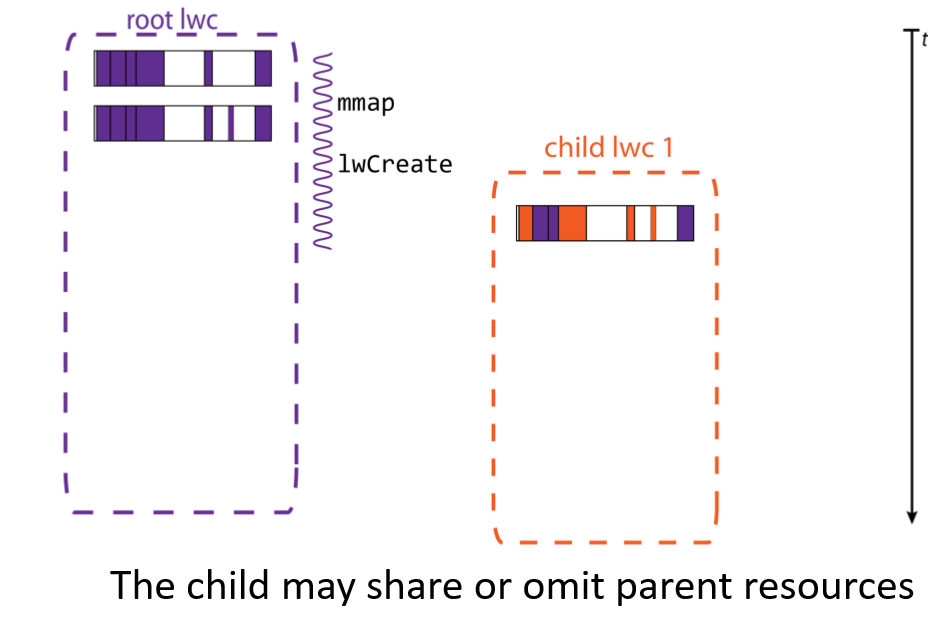 root lwc
t
mmap
child lwc 1
lwCreate
The child may share or omit parent resources